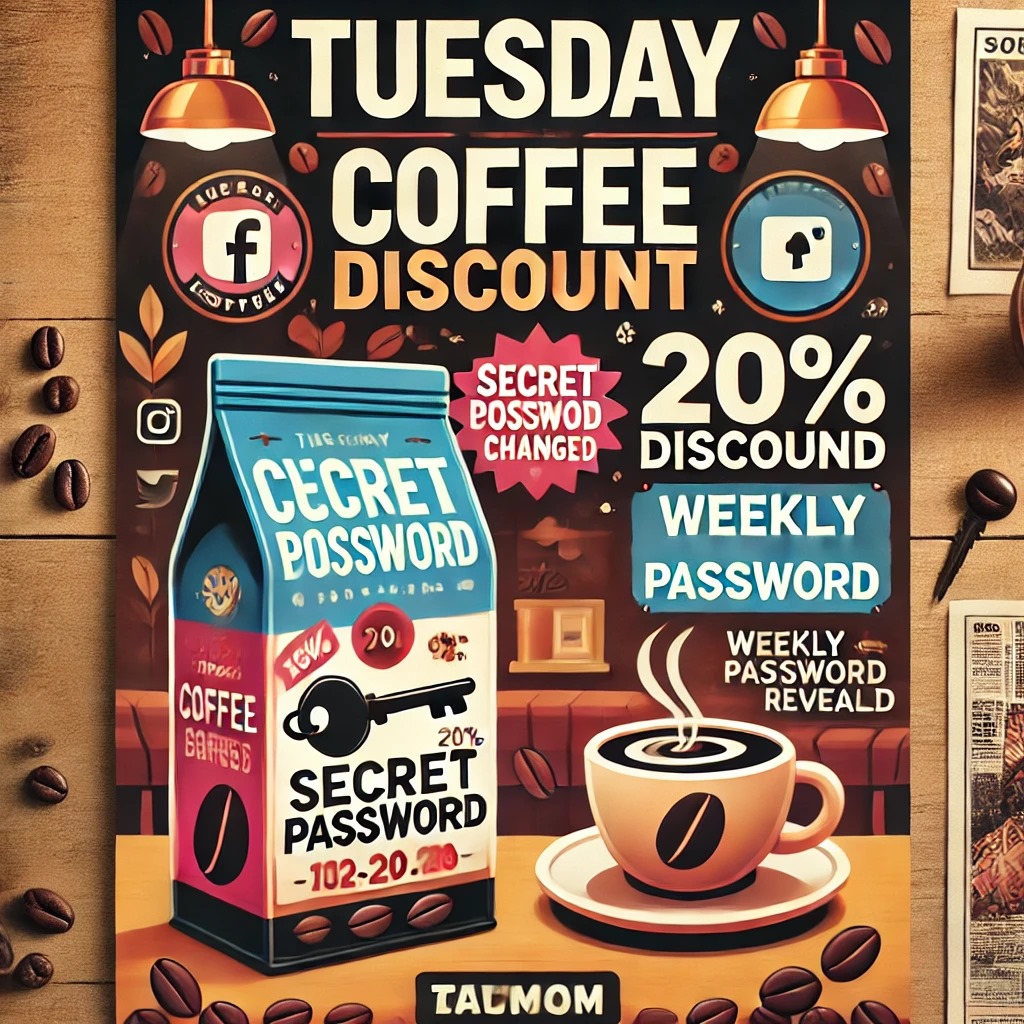 TUESDAY
COFFEE
DISCOUNT
SECRET
POSSWOD
CHANGED
20%
DISCOUND
WEEKLY
PASSWORD
CECRET
POSSWORD
WEEKLY
PASSWORD
REVEALD
COFFEE
20%
SECRET
PASSWORD